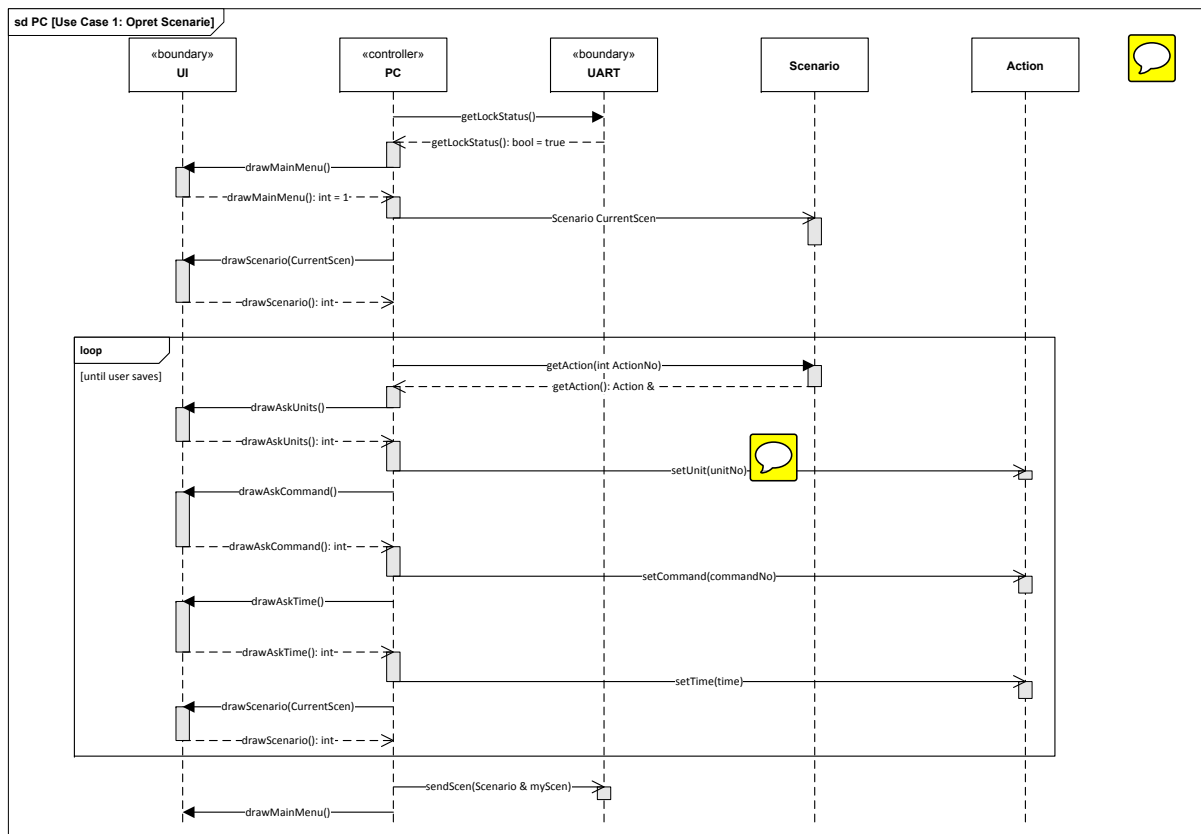 sd PC [Use Case 1: Opret Scenarie]
«boundary»
UI
«controller»
PC
«boundary»
UART
Scenario
Action
getLockStatus()
getLockStatus(): bool = true
drawMainMenu()
drawMainMenu(): int = 1
Scenario CurrentScen
drawScenario(CurrentScen)
drawScenario(): int
loop
[until user saves]
getAction(int ActionNo)
getAction(): Action &
drawAskUnits()
drawAskUnits(): int
setUnit(unitNo)
drawAskCommand()
drawAskCommand(): int
setCommand(commandNo)
drawAskTime()
drawAskTime(): int
setTime(time)
drawScenario(CurrentScen)
drawScenario(): int
sendScen(Scenario & myScen)
drawMainMenu()